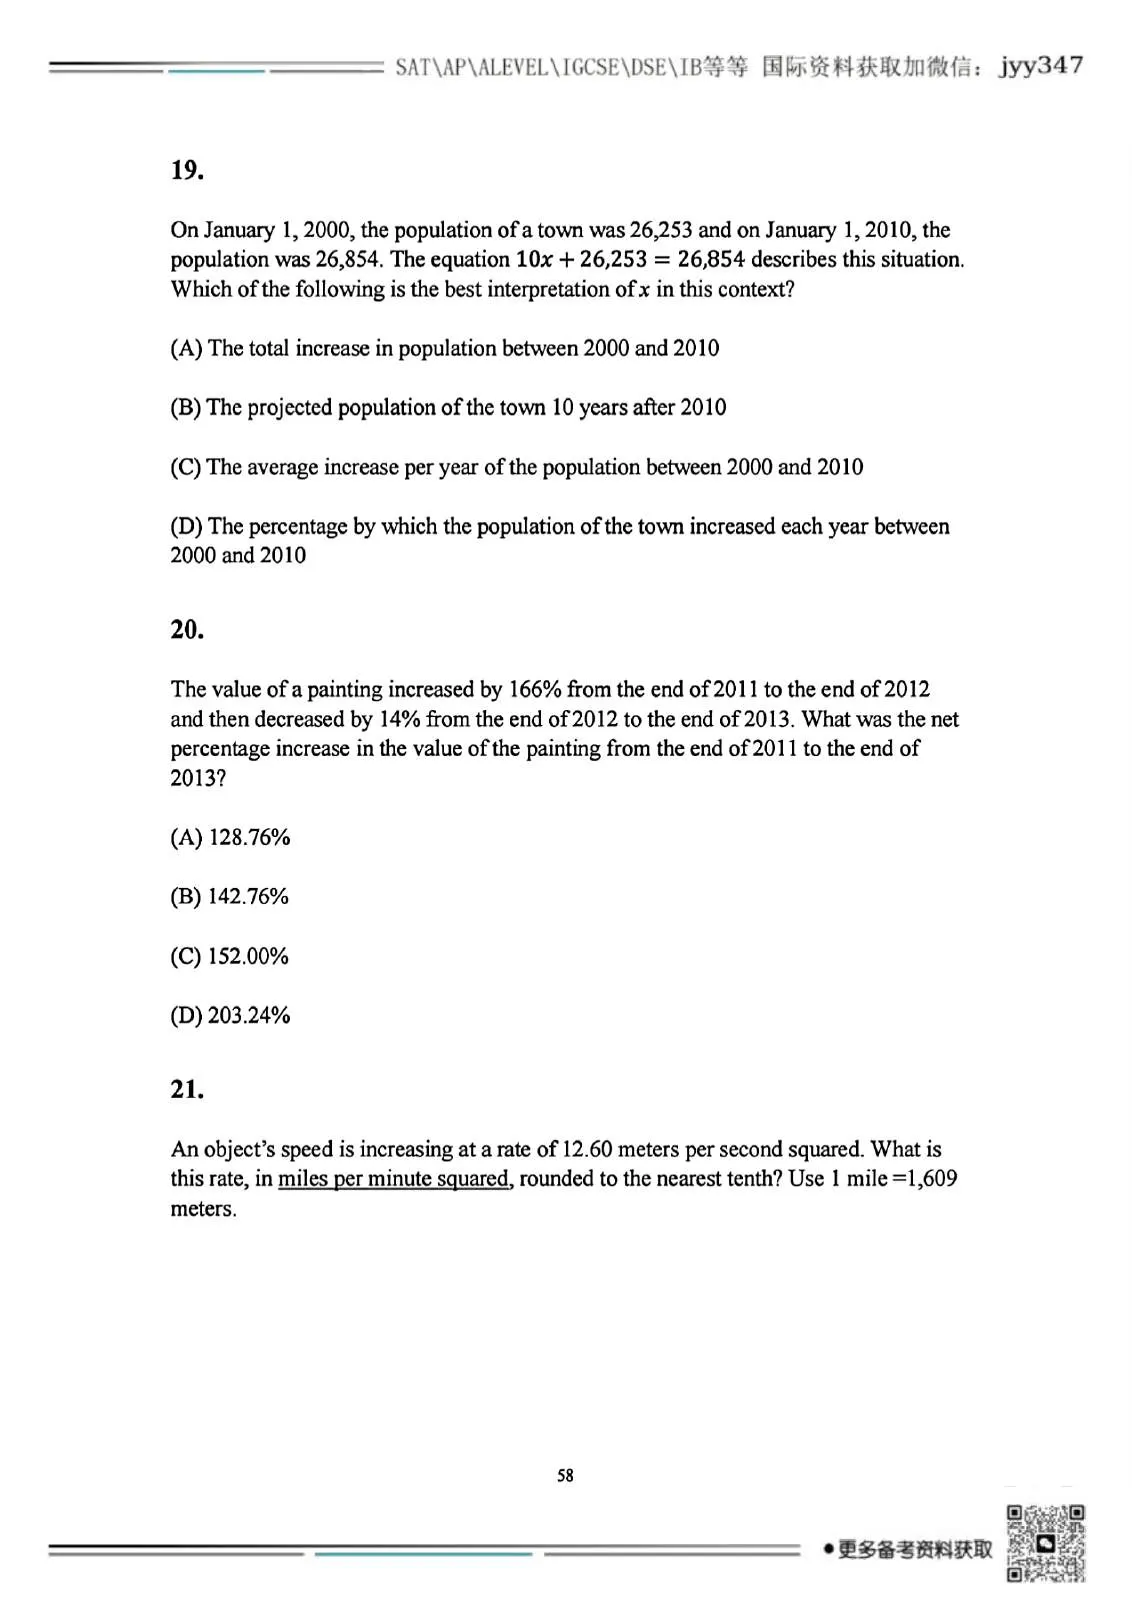 SAT\AP\ALEVEL\IGCSE\DSE\IB等等 国际资料获取加微信: jyy347
19.
On January 1, 2000, the population of a town was 26,253 and on January 1, 2010, the
population was 26,854. The equation 10x + 26,253 = 26,854 describes this situation.
Which of the following is the best interpretation of x in this context?
(A) The total increase in population between 2000 and 2010
(B) The projected population of the town 10 years after 2010
(C) The average increase per year of the population between 2000 and 2010
(D) The percentage by which the population of the town increased each year between
2000 and 2010
20.
The value of a painting increased by 166% from the end of 2011 to the end of 2012
and then decreased by 14% from the end of 2012 to the end of 2013. What was the net
percentage increase in the value of the painting from the end of 2011 to the end of
2013?
(A) 128.76%
(B) 142.76%
(C) 152.00%
(D) 203.24%
21.
An object’s speed is increasing at a rate of 12.60 meters per second squared. What is
this rate, in miles per minute squared, rounded to the nearest tenth? Use 1 mile =1,609
meters.
58
●更多备考资料获取